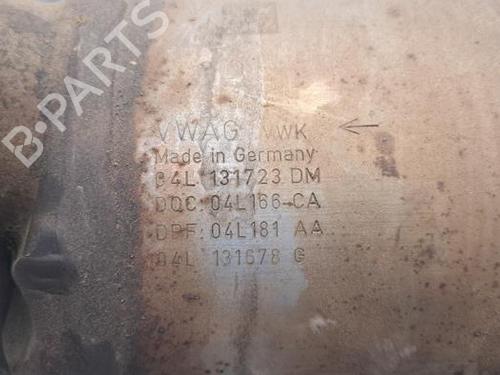 B-PARTS
VWAG VWK ←
Made in Germany
04L 131723 DM
DOC: 04L166-CA
DPF: 04L181 AA
04L 131678 G